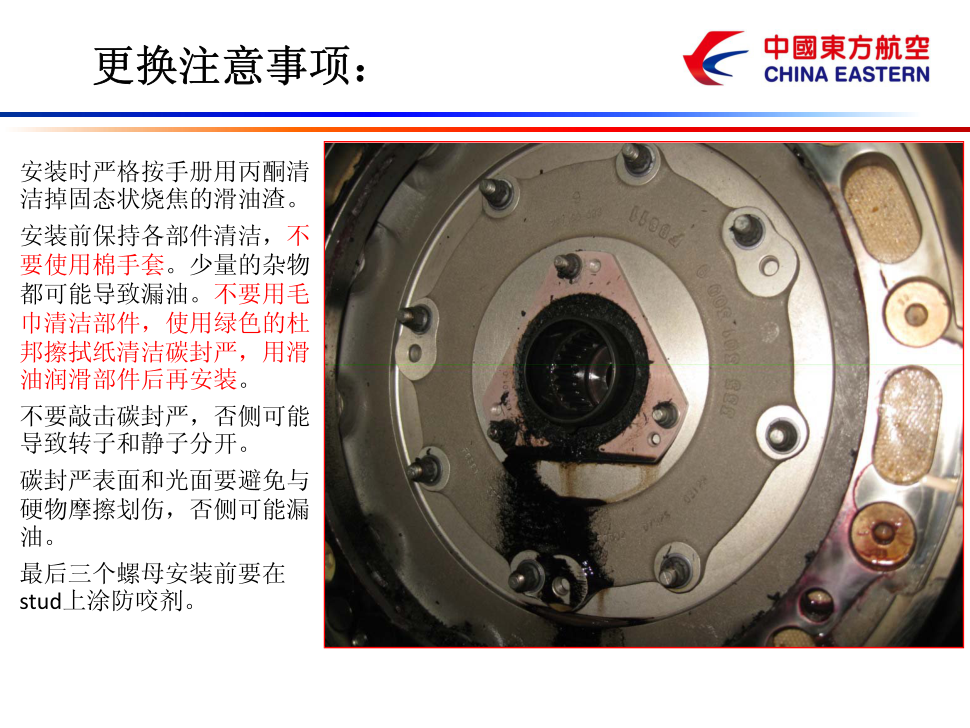 更换注意事项：
中國東方航空
CHINA EASTERN
安装时严格按手册用丙酮清
洁掉固态状烧焦的滑油渣。
安装前保持各部件清洁，不
要使用棉手套。少量的杂物
都可能导致漏油。不要用毛
巾清洁部件，使用绿色的杜
邦擦拭纸清洁碳封严，用滑
油润滑部件后再安装。
不要敲击碳封严，否侧可能
导致转子和静子分开。
碳封严表面和光面要避免与
硬物摩擦划伤，否侧可能漏
油。
最后三个螺母安装前要在
stud上涂防咬剂。